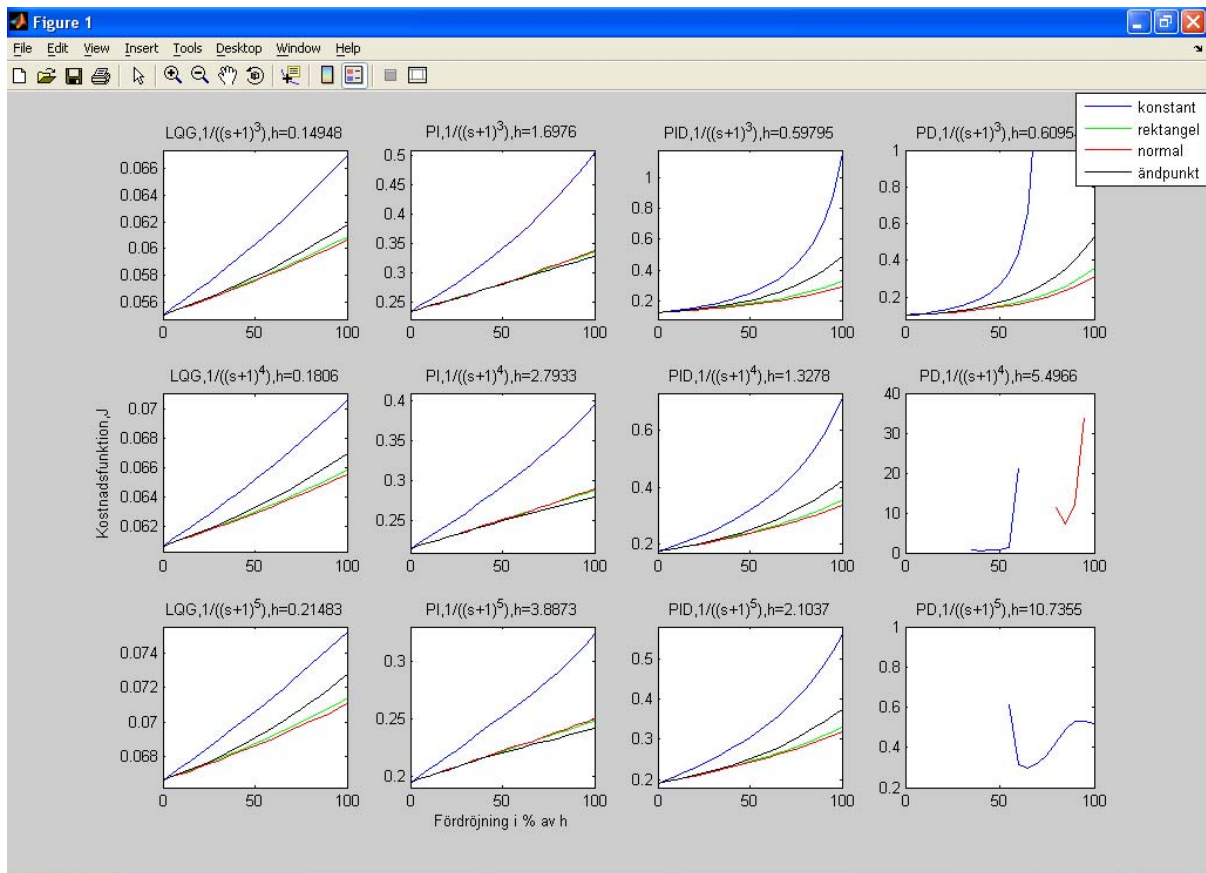 Figure 1
File Edit View Insert Tools Desktop Window Help
konstant
rektangel
normal
ändpunkt
LQG,1/((s+1)^3),h=0.14948
0.066
0.064
0.062
0.06
0.058
0.056
0 50 100
PI,1/((s+1)^3),h=1.6976
0.5
0.45
0.4
0.35
0.3
0.25
0 50 100
PID,1/((s+1)^3),h=0.59795
1
0.8
0.6
0.4
0.2
0 50 100
PD,1/((s+1)^3),h=0.6095
1
0.8
0.6
0.4
0.2
0 50 100
LQG,1/((s+1)^4),h=0.1806
Kostnadsfunktion,J
0.07
0.068
0.066
0.064
0.062
0 50 100
PI,1/((s+1)^4),h=2.7933
0.4
0.35
0.3
0.25
0 50 100
PID,1/((s+1)^4),h=1.3278
0.6
0.4
0.2
0 50 100
PD,1/((s+1)^4),h=5.4966
40
30
20
10
0
0 50 100
LQG,1/((s+1)^5),h=0.21483
0.074
0.072
0.07
0.068
0 50 100
PI,1/((s+1)^5),h=3.8873
0.3
0.25
0.2
0 50 100
Fördröjning i % av h
PID,1/((s+1)^5),h=2.1037
0.5
0.4
0.3
0.2
0 50 100
PD,1/((s+1)^5),h=10.7355
1
0.8
0.6
0.4
0.2
0 50 100